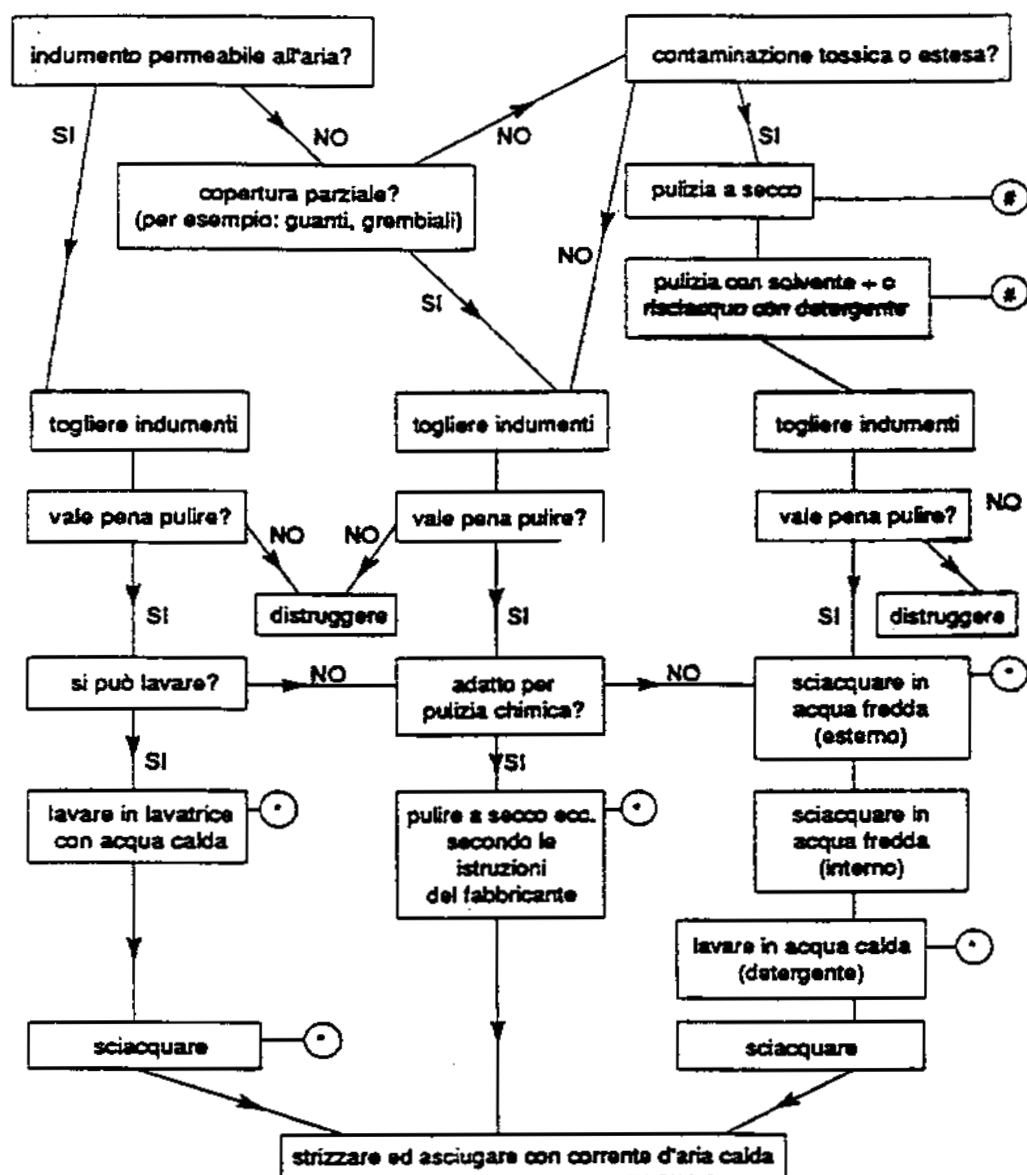 indumento permeabile all'aria?
contaminazione tossica o estesa?
SI
NO
NO
SI
copertura parziale?
(per esempio: guanti, grembiali)
pulizia a secco
#
NO
SI
pulizia con solvente + o
risciacquo con detergente
#
togliere indumenti
togliere indumenti
togliere indumenti
vale pena pulire?
NO
NO
vale pena pulire?
vale pena pulire?
NO
SI
distruggere
SI
SI
distruggere
si può lavare?
NO
adatto per
pulizia chimica?
NO
sciacquare in
acqua fredda
(esterno)
*
SI
SI
lavare in lavatrice
con acqua calda
*
pulire a secco ecc.
secondo le
istruzioni
del fabbricante
*
sciacquare in
acqua fredda
(interno)
lavare in acqua calda
(detergente)
*
sciacquare
*
sciacquare
strizzare ed asciugare con corrente d'aria calda